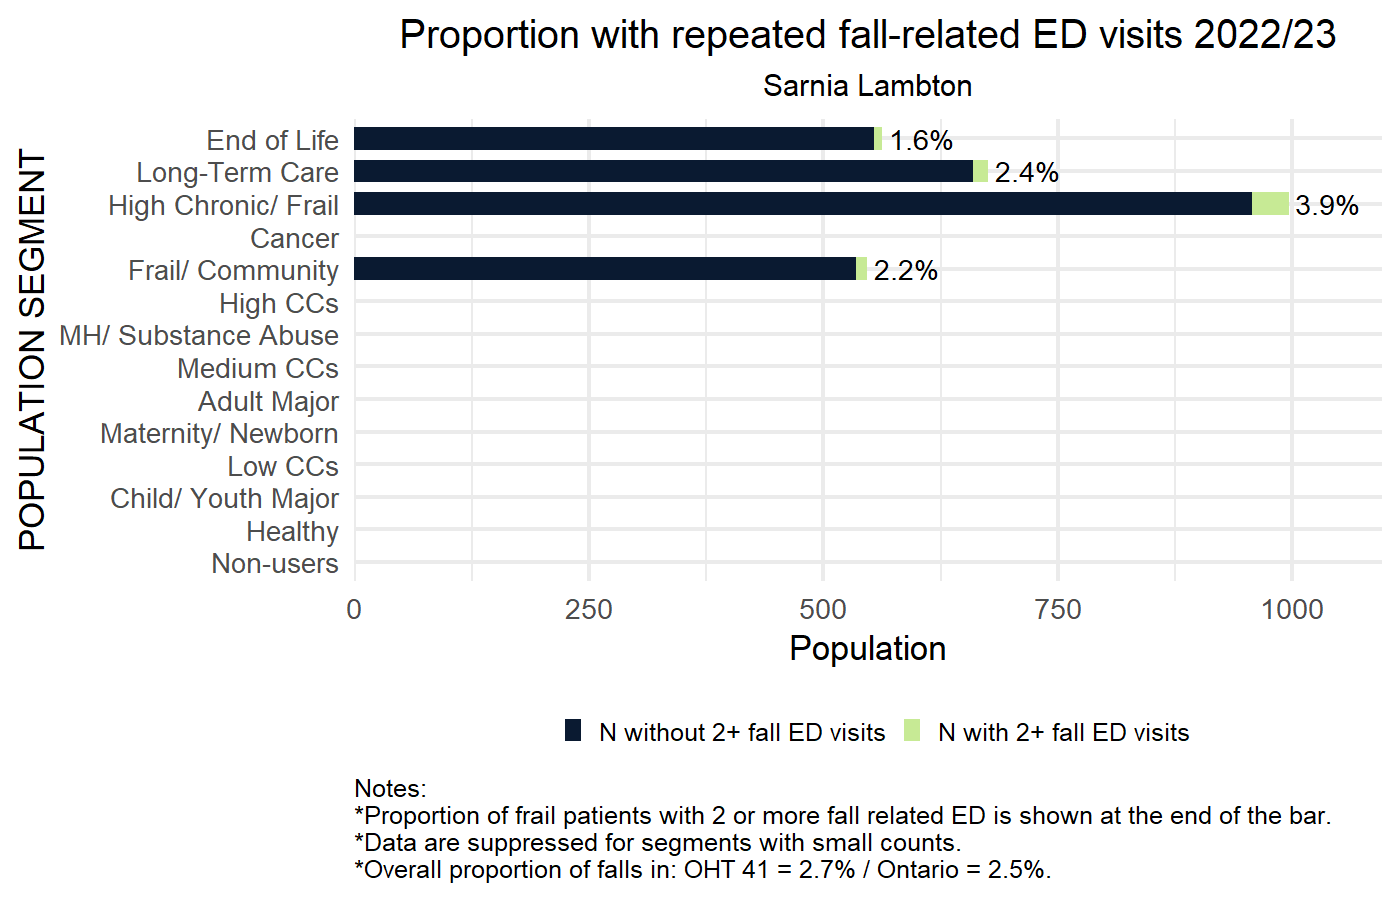 Proportion with repeated fall-related ED visits 2022/23
Sarnia Lambton
POPULATION SEGMENT
End of Life 1.6%
Long-Term Care 2.4%
High Chronic/ Frail 3.9%
Cancer
Frail/ Community 2.2%
High CCs
MH/ Substance Abuse
Medium CCs
Adult Major
Maternity/ Newborn
Low CCs
Child/ Youth Major
Healthy
Non-users
0 250 500 750 1000
Population
N without 2+ fall ED visits N with 2+ fall ED visits
Notes:
*Proportion of frail patients with 2 or more fall related ED is shown at the end of the bar.
*Data are suppressed for segments with small counts.
*Overall proportion of falls in: OHT 41 = 2.7% / Ontario = 2.5%.